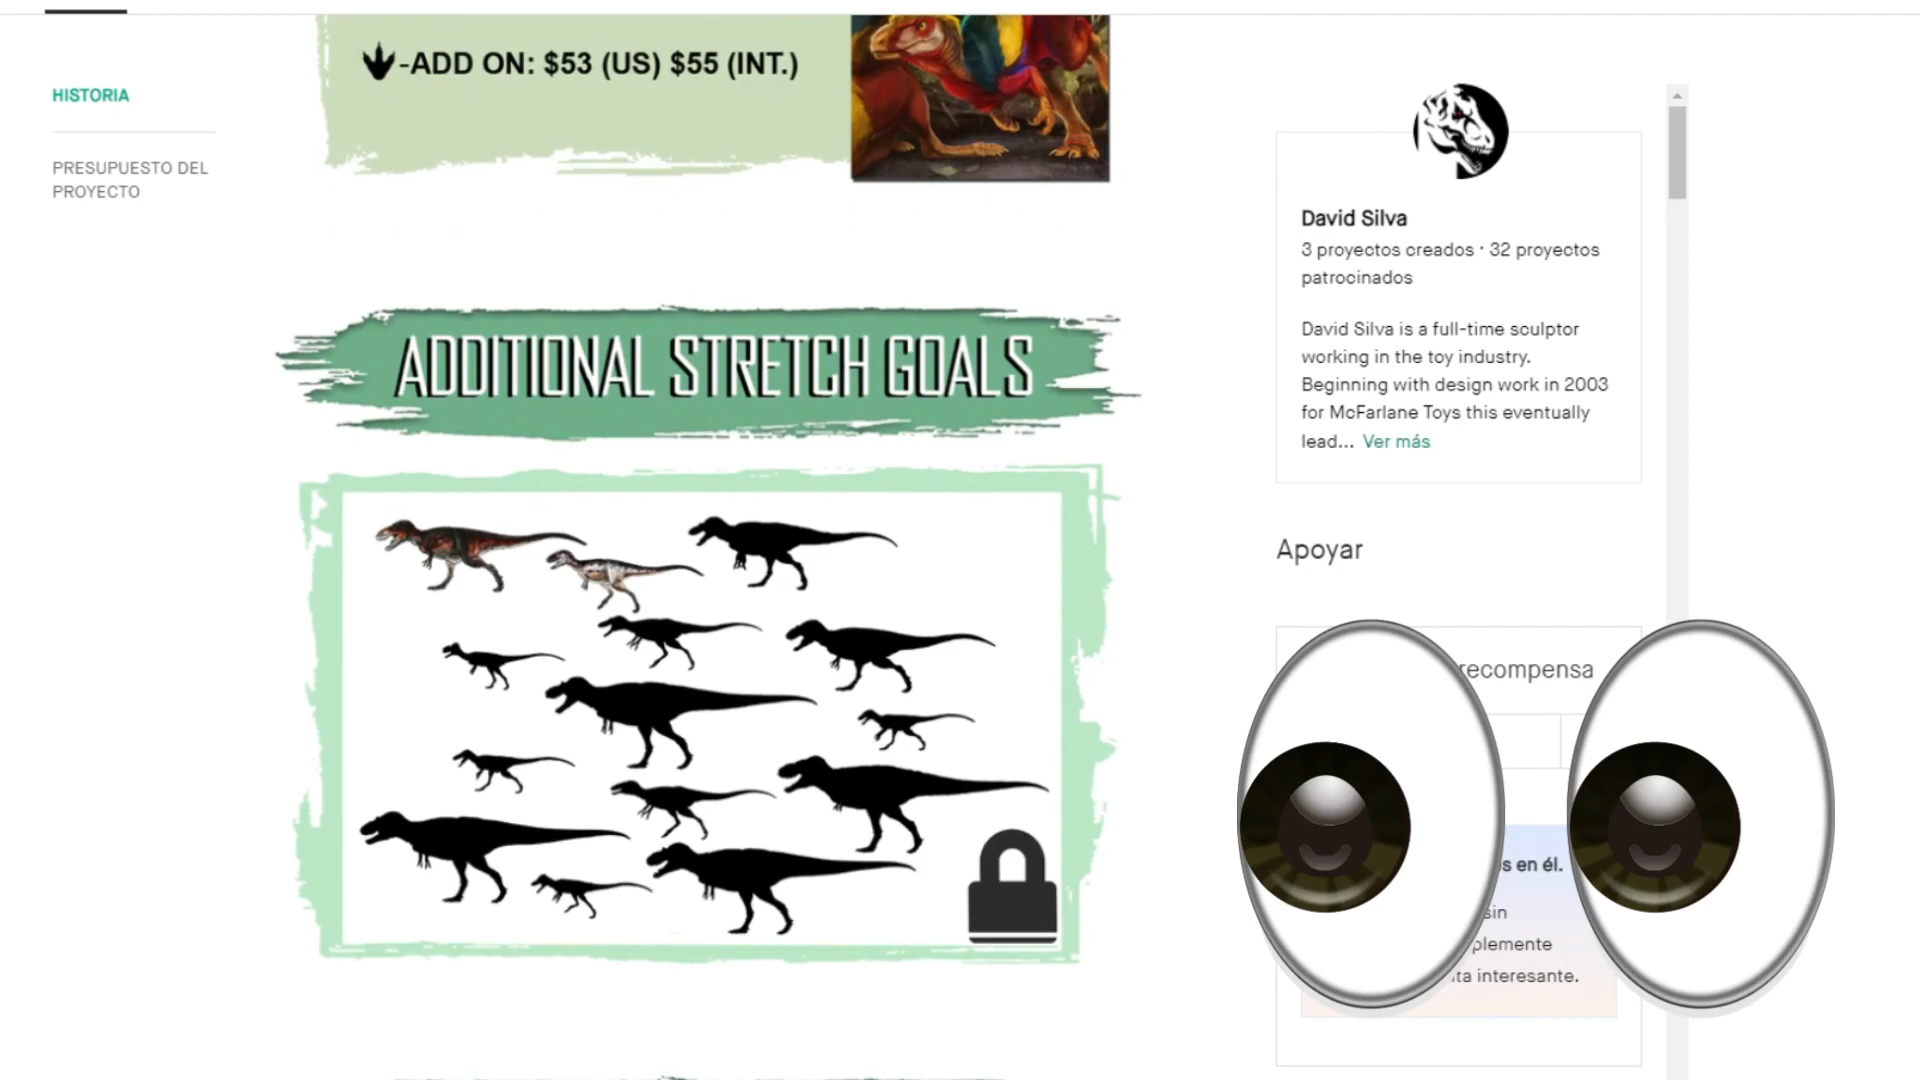 -ADD ON: $53 (US) $55 (INT.)
HISTORIA
PRESUPUESTO DEL
PROYECTO
ADDITIONAL STRETCH GOALS
David Silva
3 proyectos creados · 32 proyectos
patrocinados
David Silva is a full-time sculptor
working in the toy industry.
Beginning with design work in 2003
for McFarlane Toys this eventually
lead... Ver más
Apoyar
recompensa
en él.
sin
interesante.